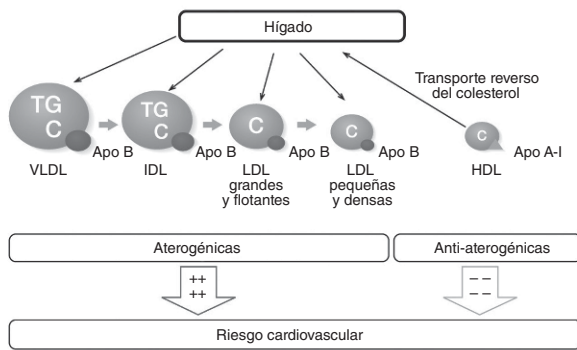 Hígado
Transporte reverso
del colesterol
TG
C
TG
C
C
C
C
Apo B
Apo B
Apo B
Apo B
Apo A-I
VLDL
IDL
LDL
grandes
y flotantes
LDL
pequeñas
y densas
HDL
Aterogénicas
Anti-aterogénicas
++
++
– –
– –
Riesgo cardiovascular